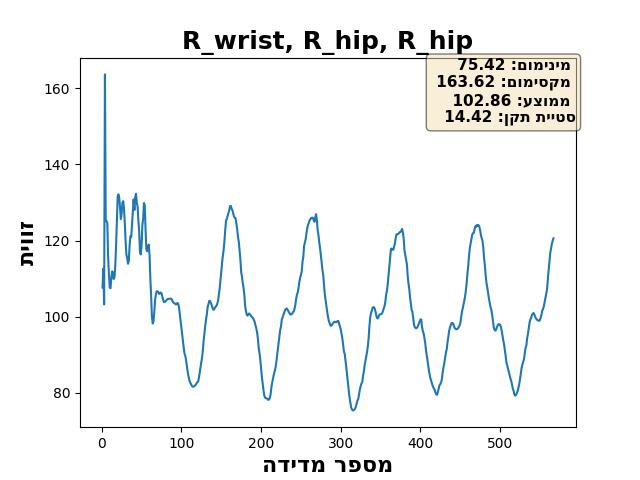 R_wrist, R_hip, R_hip
מינימום: 75.42
מקסימום: 163.62
ממוצע: 102.86
סטיית תקן: 14.42
זווית
160
140
120
100
80
0 100 200 300 400 500
מספר מדידה